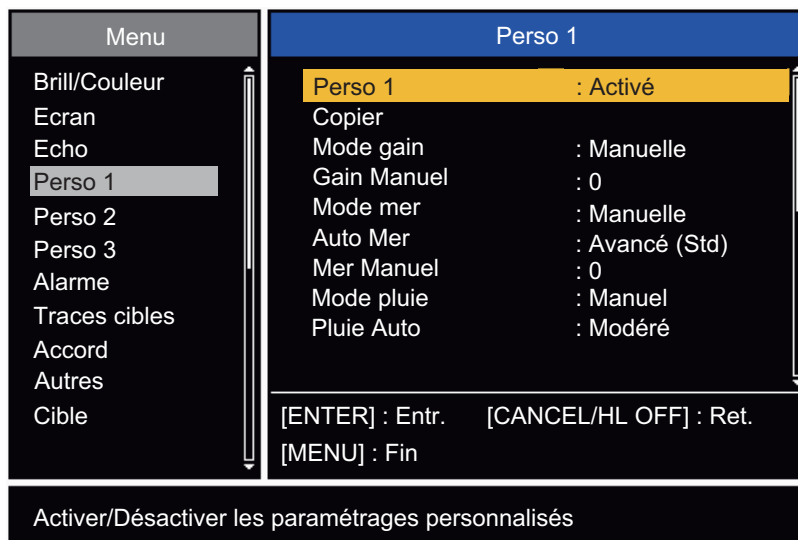 Menu
Brill/Couleur
Ecran
Echo
Perso 1
Perso 2
Perso 3
Alarme
Traces cibles
Accord
Autres
Cible
Perso 1
Perso 1 : Activé
Copier
Mode gain : Manuelle
Gain Manuel : 0
Mode mer : Manuelle
Auto Mer : Avancé (Std)
Mer Manuel : 0
Mode pluie : Manuel
Pluie Auto : Modéré
[ENTER] : Entr. [CANCEL/HL OFF] : Ret.
[MENU] : Fin
Activer/Désactiver les paramétrages personnalisés